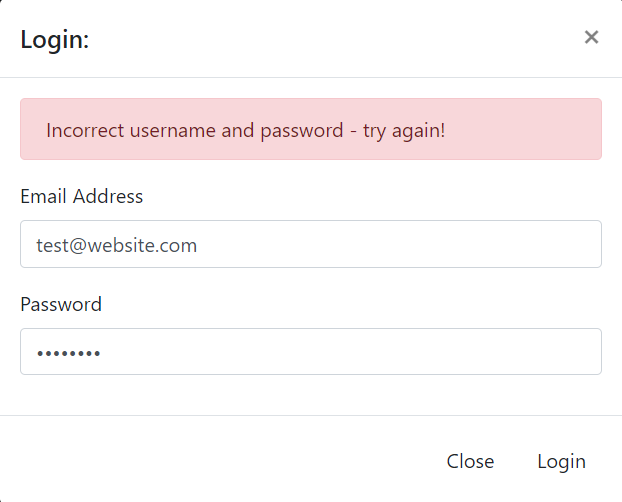 Login:
×
Incorrect username and password - try again!
Email Address
test@website.com
Password
••••••••
Close
Login